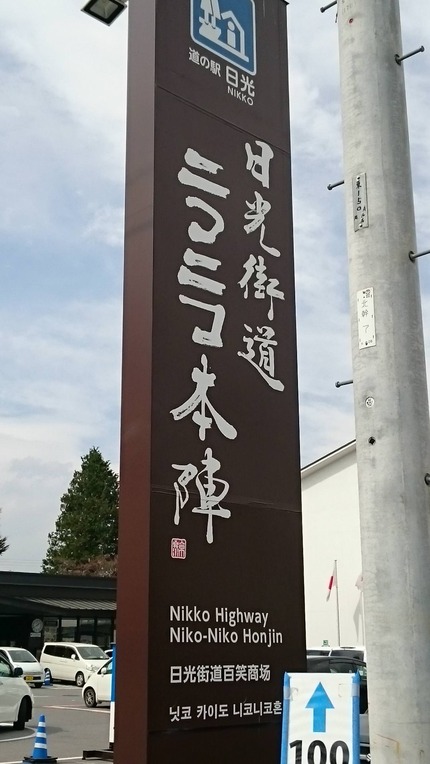 道の駅 日光
NIKKO
日光街道
ニコニコ本陣
Nikko Highway
Niko-Niko Honjin
日光街道百笑商场
닛코 카이도 니코니코혼
100